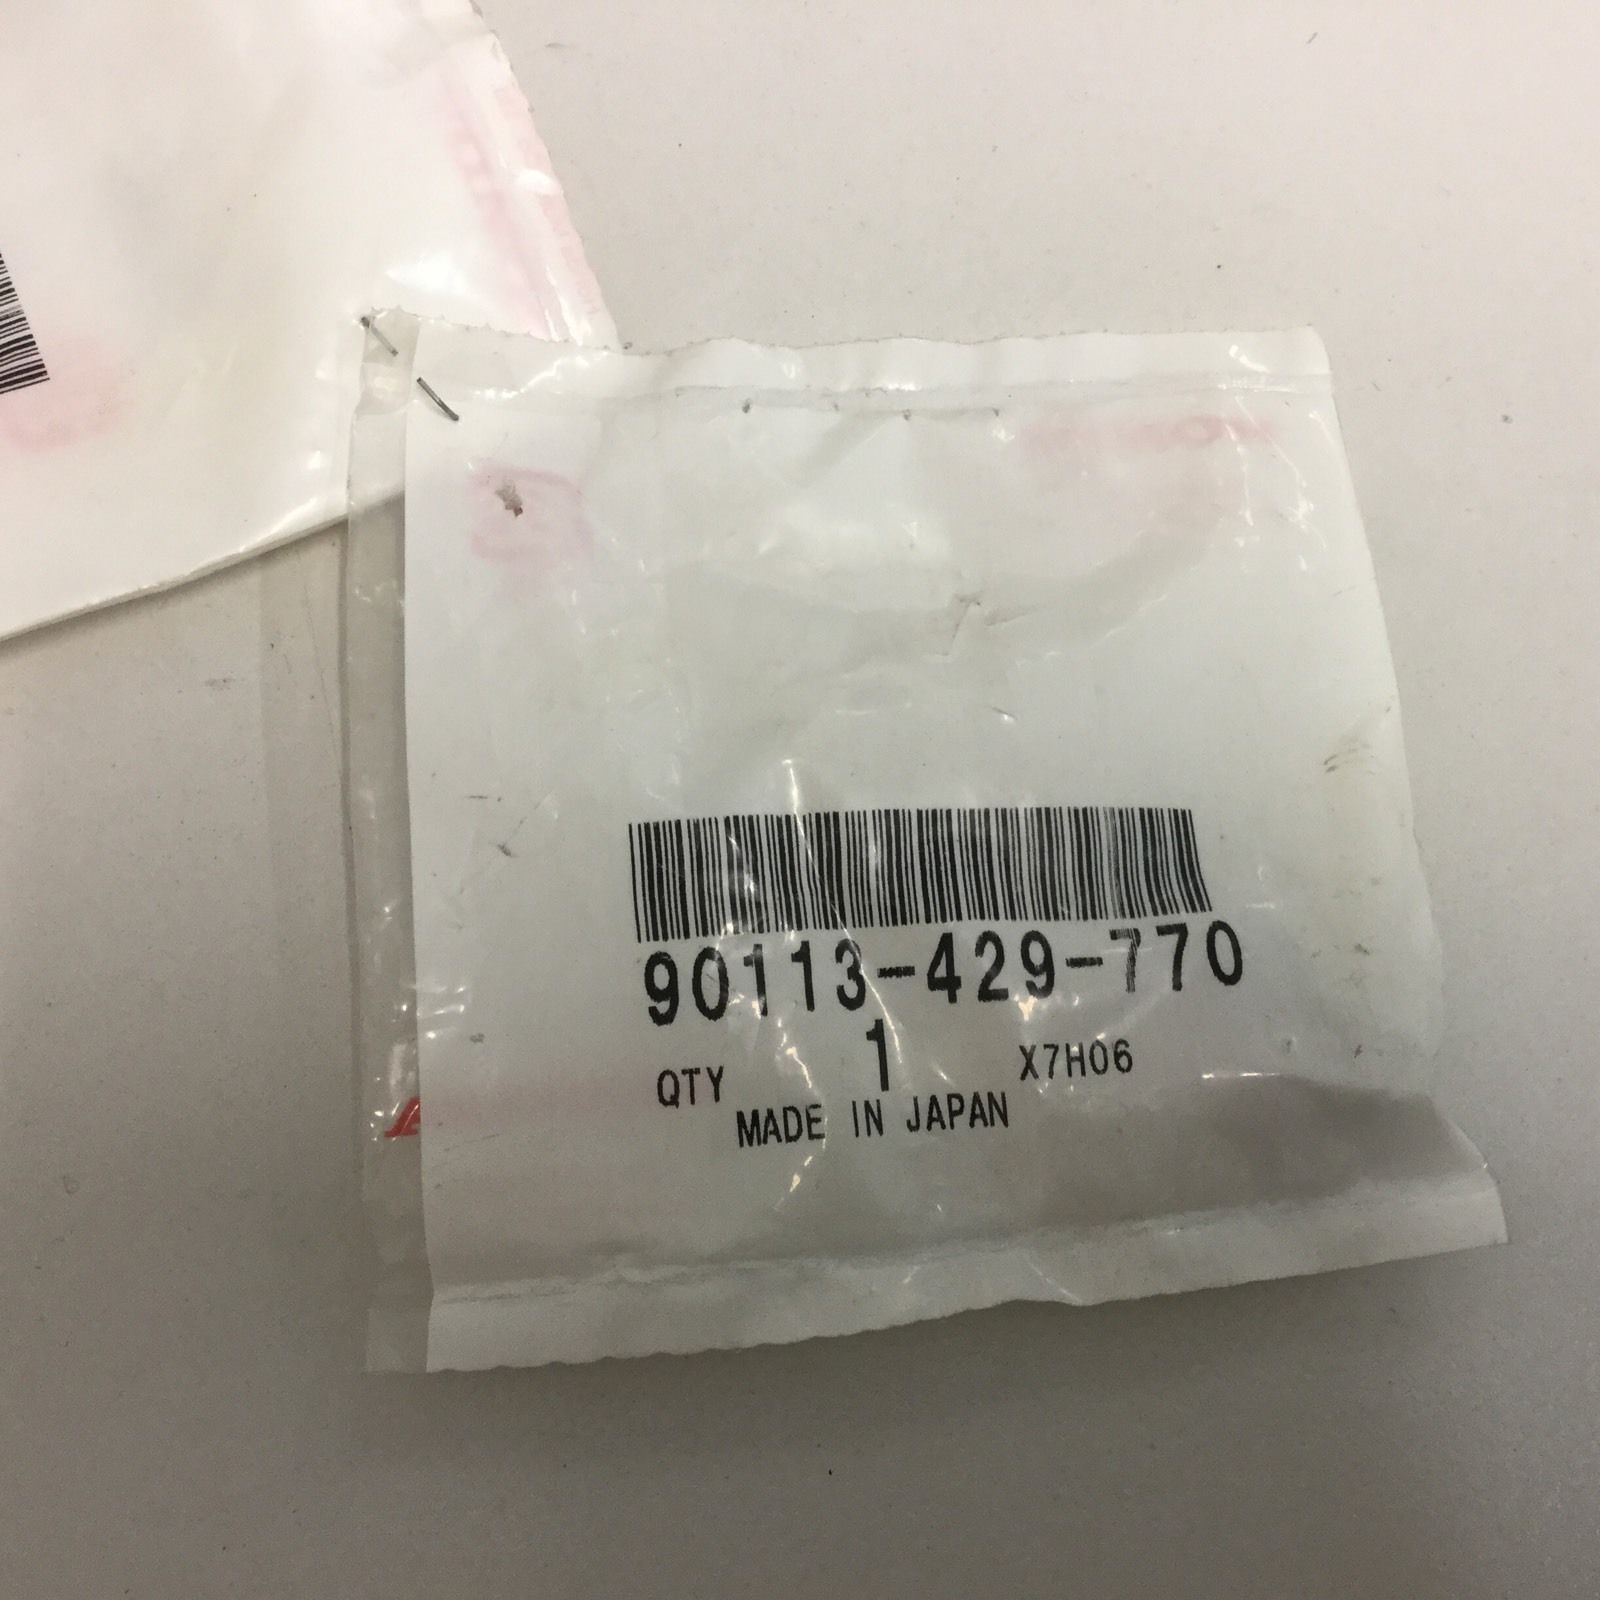 90113-429-770
QTY 1 X7H06
MADE IN JAPAN